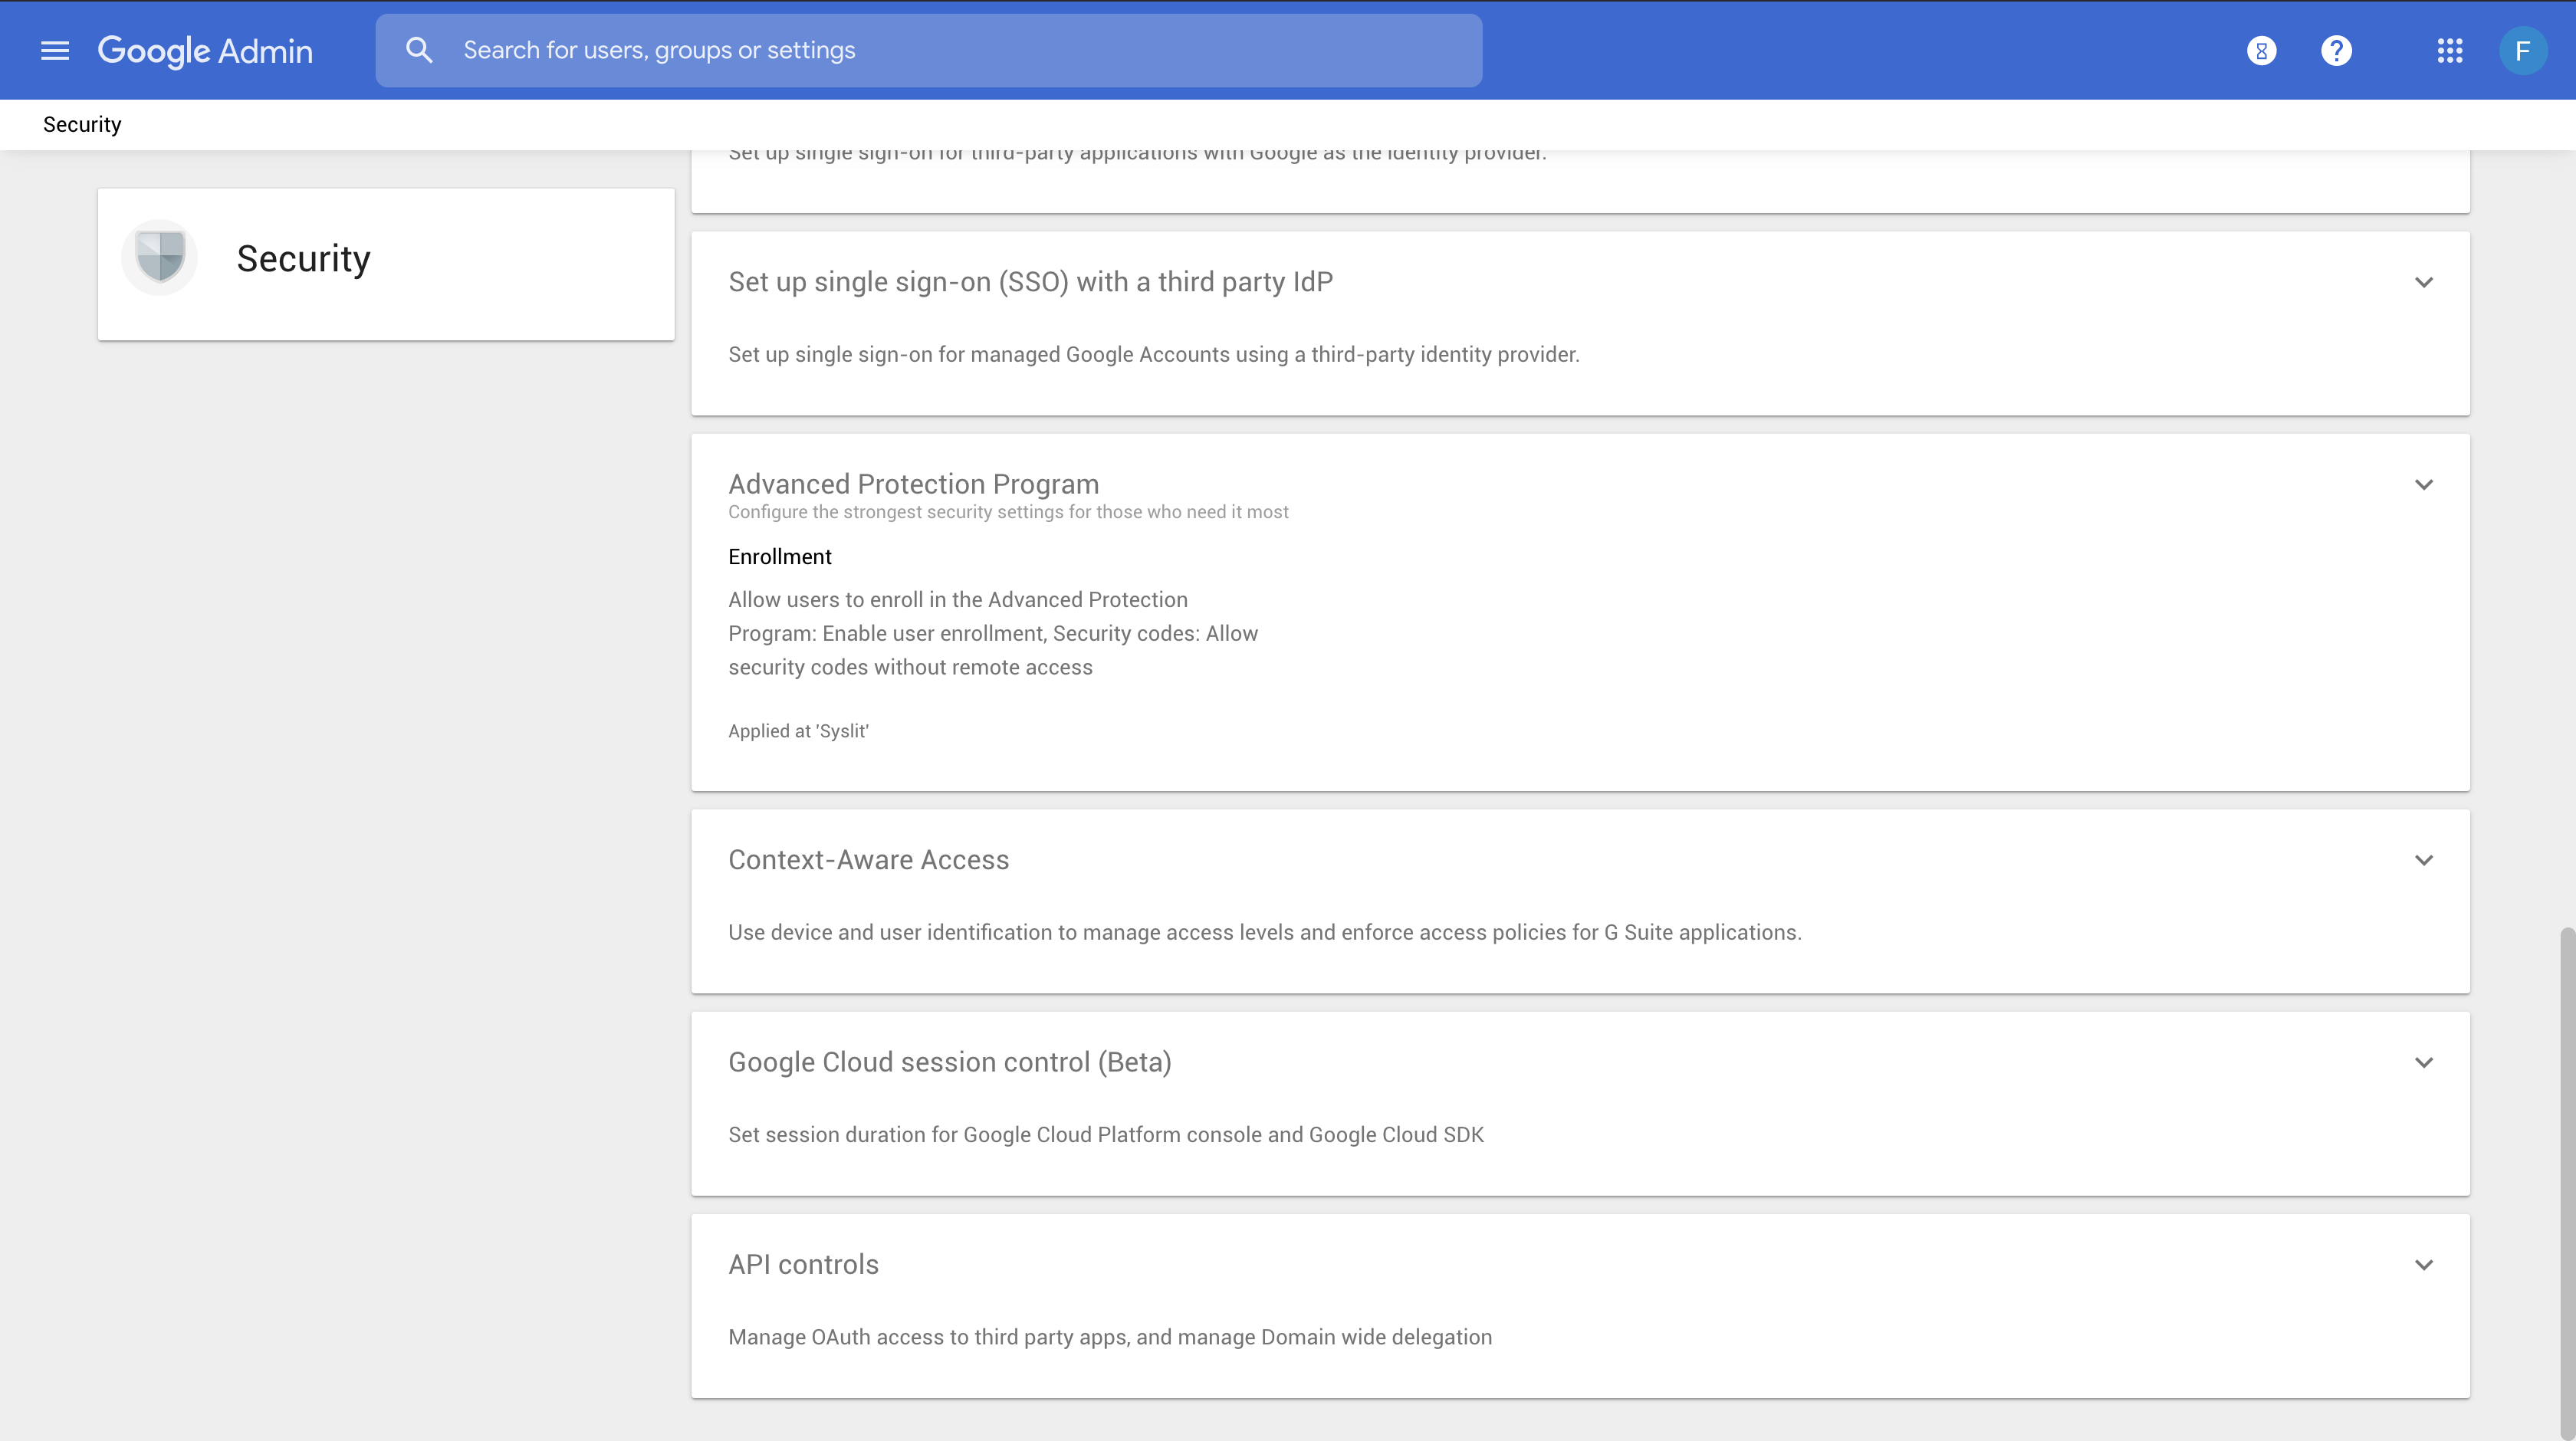 Google Admin
Search for users, groups or settings
F
Security
Security
Set up single sign-on for third-party applications with Google as the identity provider.
Set up single sign-on (SSO) with a third party IdP
Set up single sign-on for managed Google Accounts using a third-party identity provider.
Advanced Protection Program
Configure the strongest security settings for those who need it most
Enrollment
Allow users to enroll in the Advanced Protection
Program: Enable user enrollment, Security codes: Allow
security codes without remote access
Applied at 'Syslit'
Context-Aware Access
Use device and user identification to manage access levels and enforce access policies for G Suite applications.
Google Cloud session control (Beta)
Set session duration for Google Cloud Platform console and Google Cloud SDK
API controls
Manage OAuth access to third party apps, and manage Domain wide delegation